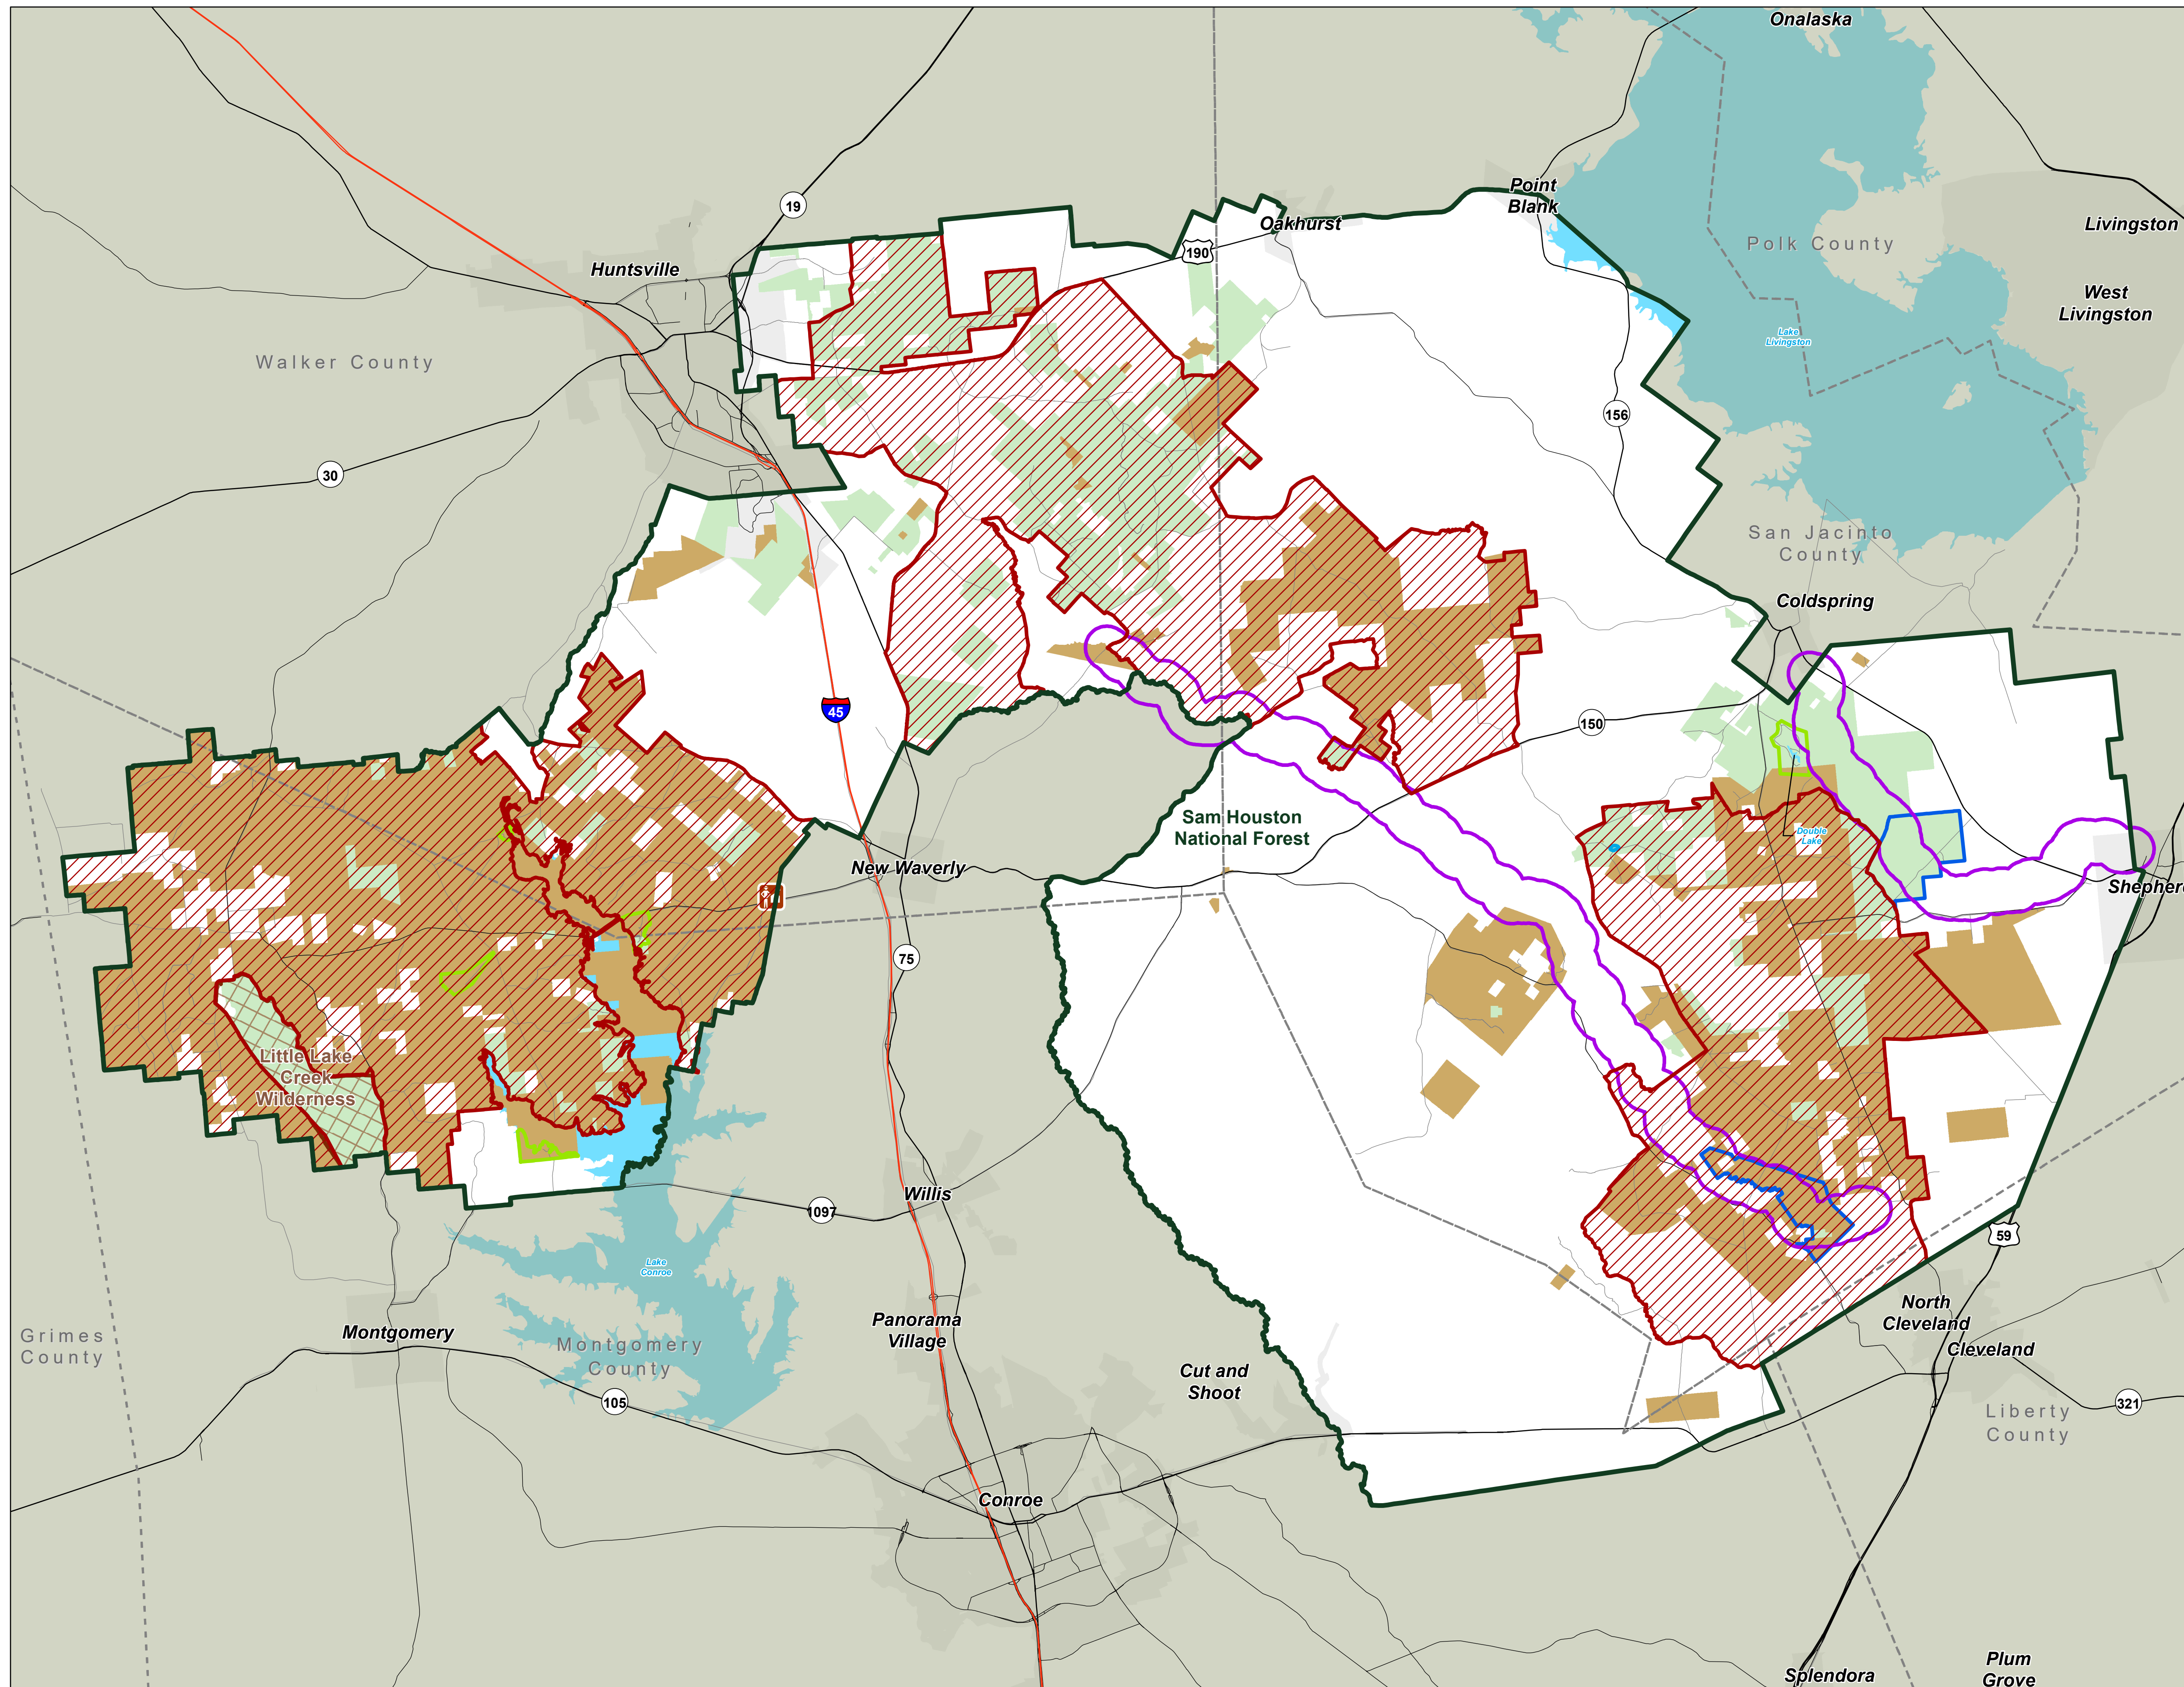 Onalaska
Point
Blank
19
Oakhurst
Livingston
Polk County
190
Huntsville
West
Livingston
Lake
Livingston
Walker County
156
30
San Jacinto
County
Coldspring
45
150
Sam Houston
National Forest
Double
Lake
New Waverly
Shepher
75
Little Lake
Creek
Wilderness
Willis
1097
59
Lake
Conroe
North
Cleveland
Panorama
Village
Montgomery
Grimes
County
Montgomery
County
Cleveland
Cut and
Shoot
105
321
Liberty
County
Conroe
Plum
Grove
Splendora